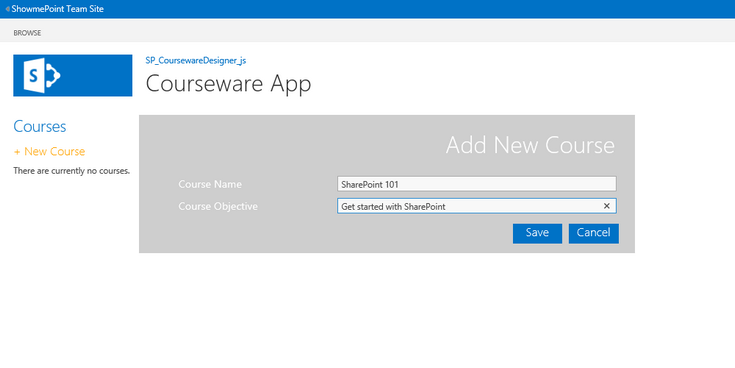 ShowmePoint Team Site
BROWSE
S
SP_CoursewareDesigner_js
Courseware App
Courses
+ New Course
There are currently no courses.
Add New Course
Course Name SharePoint 101
Course Objective Get started with SharePoint ×
Save Cancel